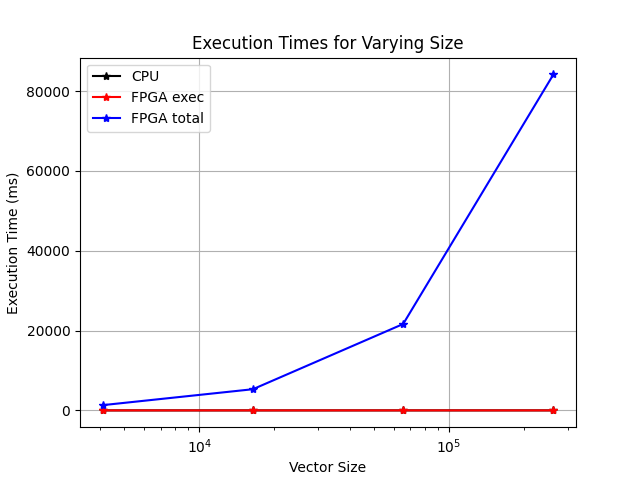 Execution Times for Varying Size
CPU
FPGA exec
FPGA total
80000
60000
40000
20000
0
Execution Time (ms)
10⁴
10⁵
Vector Size